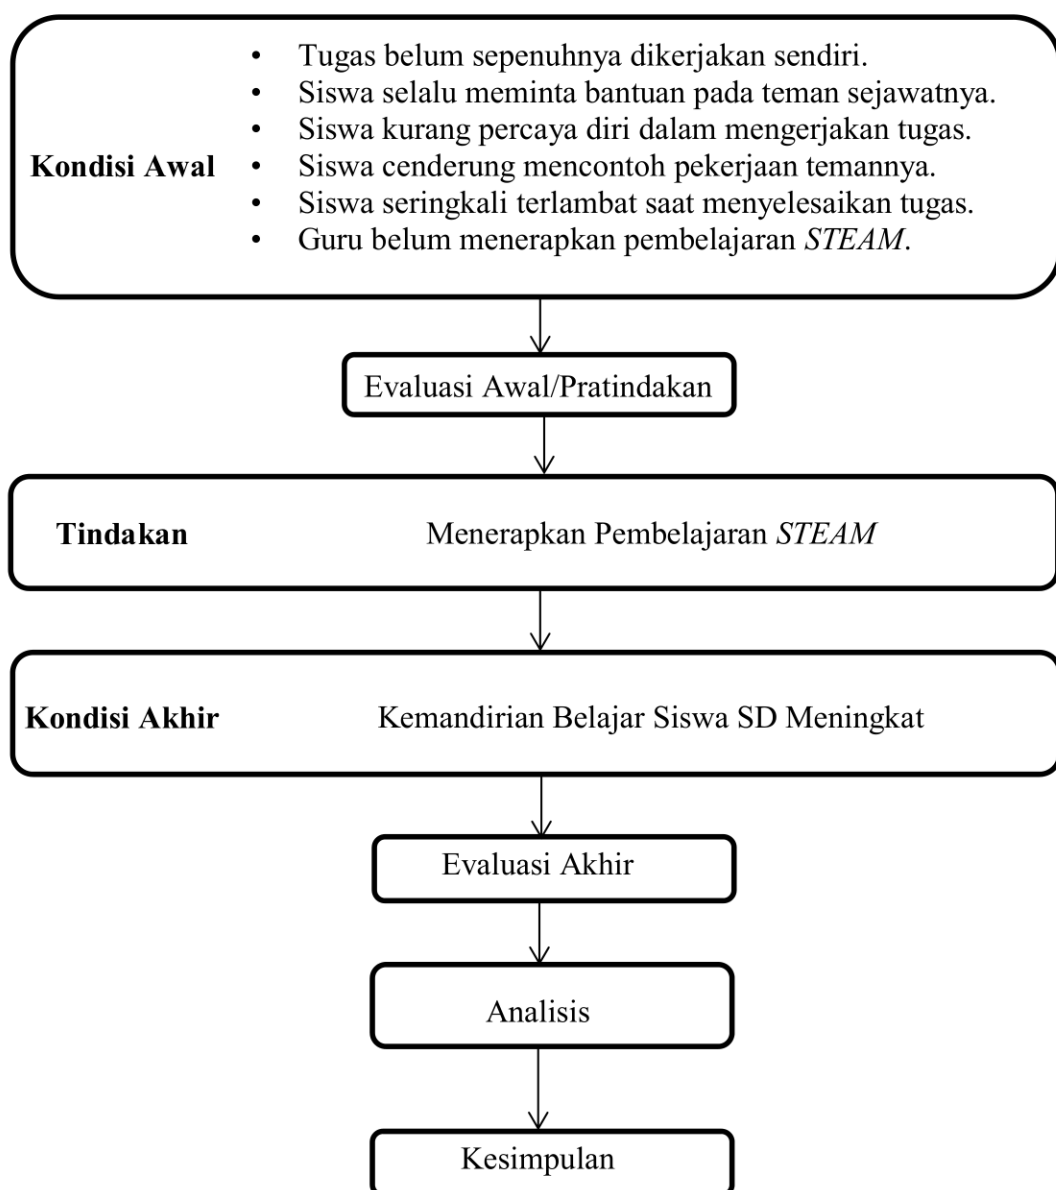 • Tugas belum sepenuhnya dikerjakan sendiri.
• Siswa selalu meminta bantuan pada teman sejawatnya.
• Siswa kurang percaya diri dalam mengerjakan tugas.
Kondisi Awal • Siswa cenderung mencontoh pekerjaan temannya.
• Siswa seringkali terlambat saat menyelesaikan tugas.
• Guru belum menerapkan pembelajaran STEAM.
Evaluasi Awal/Pratindakan
Tindakan Menerapkan Pembelajaran STEAM
Kondisi Akhir Kemandirian Belajar Siswa SD Meningkat
Evaluasi Akhir
Analisis
Kesimpulan